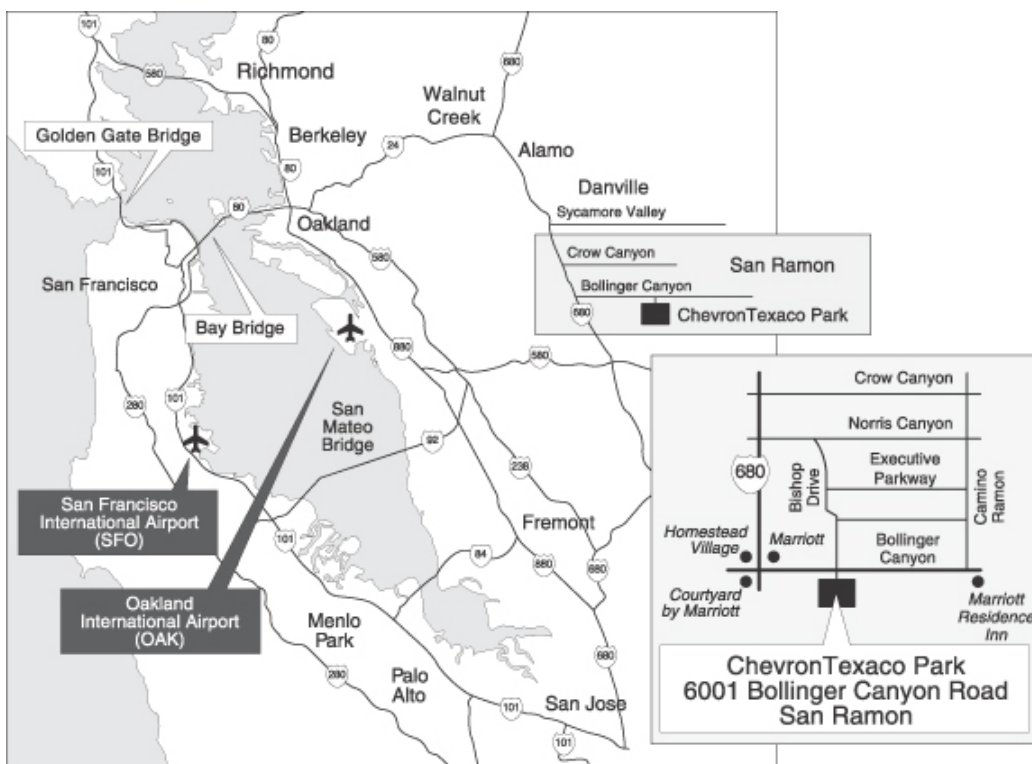 101
80
Richmond
680
580
Walnut
Creek
Golden Gate Bridge
Berkeley
24
Alamo
101
80
Danville
Sycamore Valley
80
Oakland
580
Crow Canyon
San Ramon
San Francisco
Bollinger Canyon
680
ChevronTexaco Park
Bay Bridge
880
580
280
101
San
Mateo
Bridge
92
238
San Francisco
International Airport
(SFO)
Fremont
101
84
880
680
Oakland
International Airport
(OAK)
Menlo
Park
280
Palo
Alto
680
San Jose
101
101
Crow Canyon
Norris Canyon
680
Bishop
Drive
Executive
Parkway
Camino
Ramon
Homestead
Village
Marriott
Bollinger
Canyon
Courtyard
by Marriott
Marriott
Residence
Inn
ChevronTexaco Park
6001 Bollinger Canyon Road
San Ramon